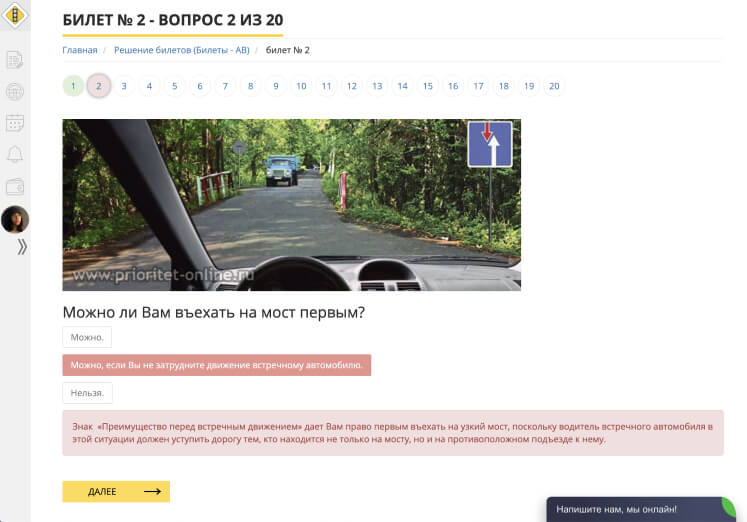 БИЛЕТ № 2 - ВОПРОС 2 ИЗ 20
Главная / Решение билетов (Билеты - АВ) / билет № 2
1 2 3 4 5 6 7 8 9 10 11 12 13 14 15 16 17 18 19 20
www.prioritet-online.ru
Можно ли Вам въехать на мост первым?
Можно.
Можно, если Вы не затрудните движение встречному автомобилю.
Нельзя.
Знак «Преимущество перед встречным движением» дает Вам право первым въехать на узкий мост, поскольку водитель встречного автомобиля в
этой ситуации должен уступить дорогу тем, кто находится не только на мосту, но и на противоположном подъезде к нему.
ДАЛЕЕ
Напишите нам, мы онлайн!